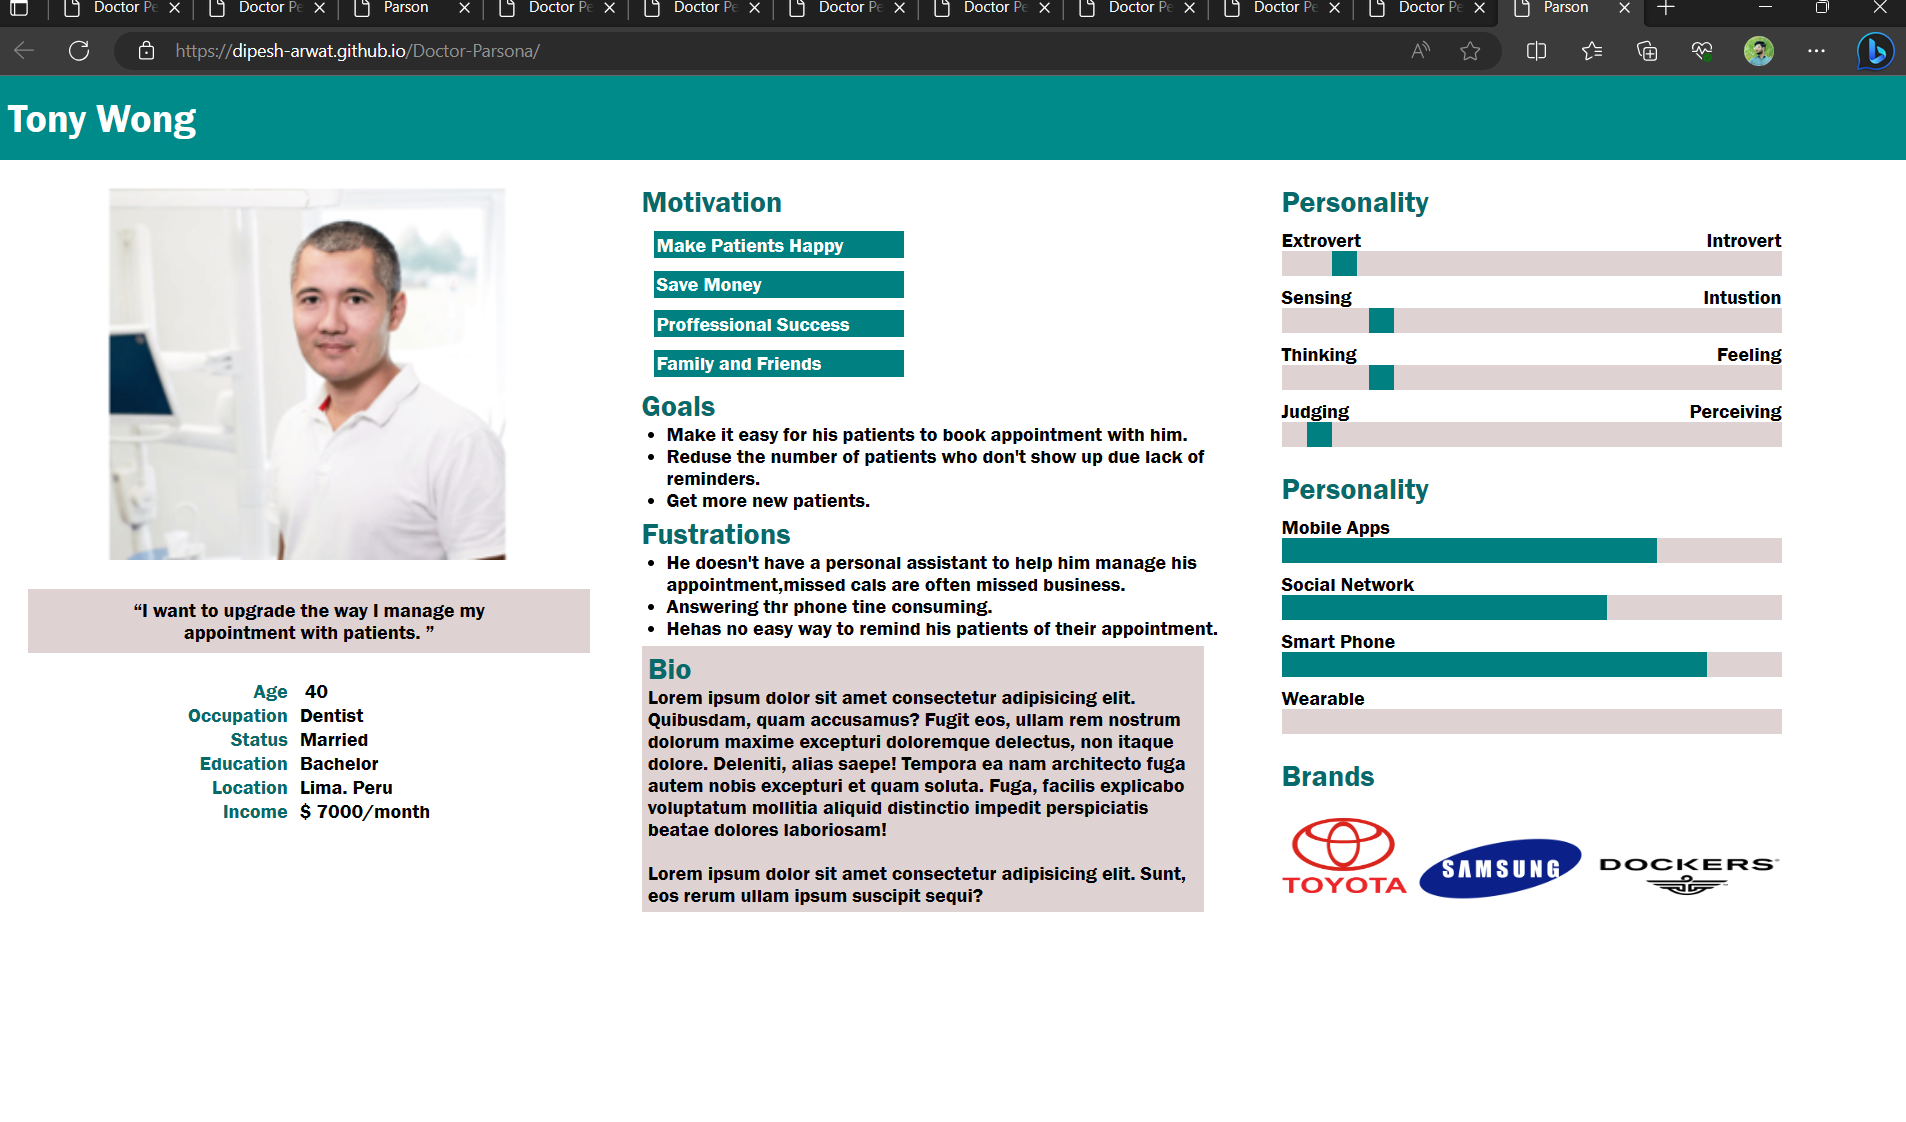 Doctor Pe
Doctor Pe
Parson
Doctor Pe
Doctor Pe
Doctor Pe
Doctor Pe
Doctor Pe
Doctor Pe
Doctor Pe
Parson
https://dipesh-arwat.github.io/Doctor-Parsona/
Tony Wong
“I want to upgrade the way I manage my
appointment with patients. ”
Age 40
Occupation Dentist
Status Married
Education Bachelor
Location Lima. Peru
Income $ 7000/month
Motivation
Make Patients Happy
Save Money
Proffessional Success
Family and Friends
Goals
• Make it easy for his patients to book appointment with him.
• Reduse the number of patients who don't show up due lack of
reminders.
• Get more new patients.
Fustrations
• He doesn't have a personal assistant to help him manage his
appointment,missed cals are often missed business.
• Answering thr phone tine consuming.
• Hehas no easy way to remind his patients of their appointment.
Bio
Lorem ipsum dolor sit amet consectetur adipisicing elit.
Quibusdam, quam accusamus? Fugit eos, ullam rem nostrum
dolorum maxime excepturi doloremque delectus, non itaque
dolore. Deleniti, alias saepe! Tempora ea nam architecto fuga
autem nobis excepturi et quam soluta. Fuga, facilis explicabo
voluptatum mollitia aliquid distinctio impedit perspiciatis
beatae dolores laboriosam!
Lorem ipsum dolor sit amet consectetur adipisicing elit. Sunt,
eos rerum ullam ipsum suscipit sequi?
Personality
Extrovert Introvert
Sensing Intustion
Thinking Feeling
Judging Perceiving
Personality
Mobile Apps
Social Network
Smart Phone
Wearable
Brands
TOYOTA
SAMSUNG
DOCKERS